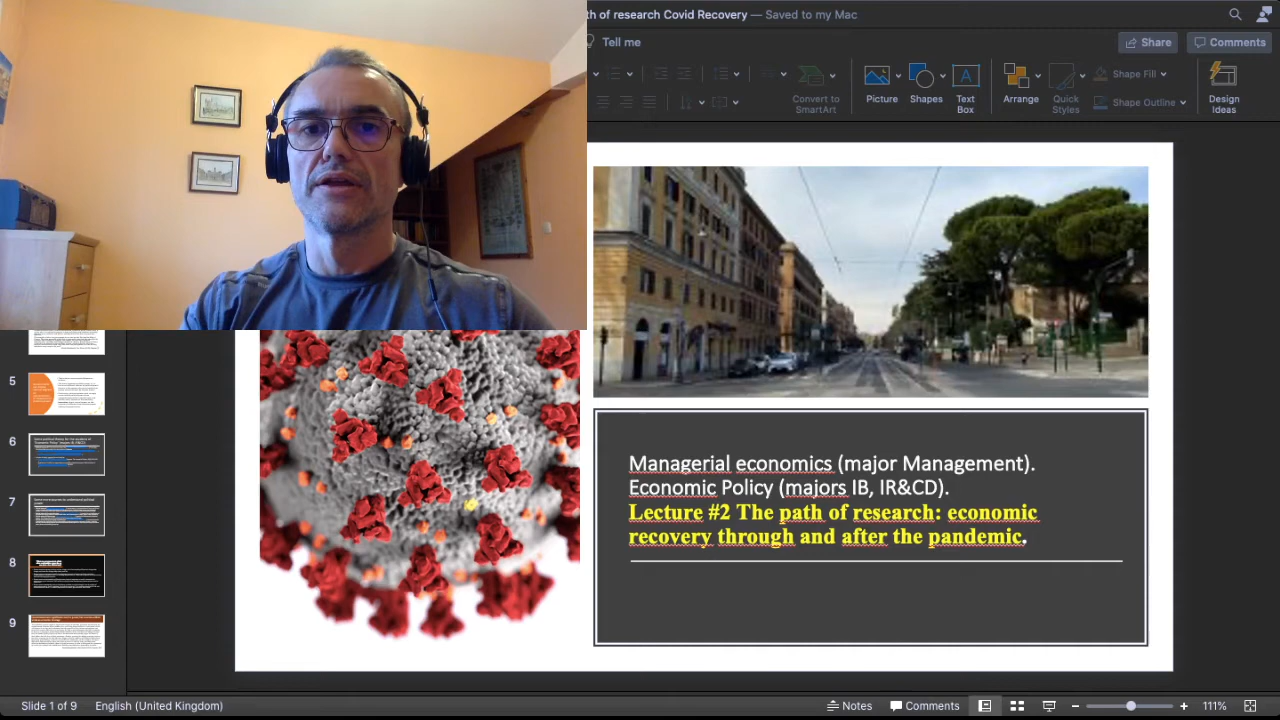 th of research Covid Recovery — Saved to my Mac
Tell me
Share
Comments
Convert to
SmartArt
Picture
Shapes
Text
Box
Arrange
Quick
Styles
Shape Fill
Shape Outline
Design
Ideas
Managerial economics (major Management).
Economic Policy (majors IB, IR&CD).
Lecture #2 The path of research: economic
recovery through and after the pandemic.
5
6
7
8
9
Slide 1 of 9
English (United Kingdom)
Notes
Comments
111%